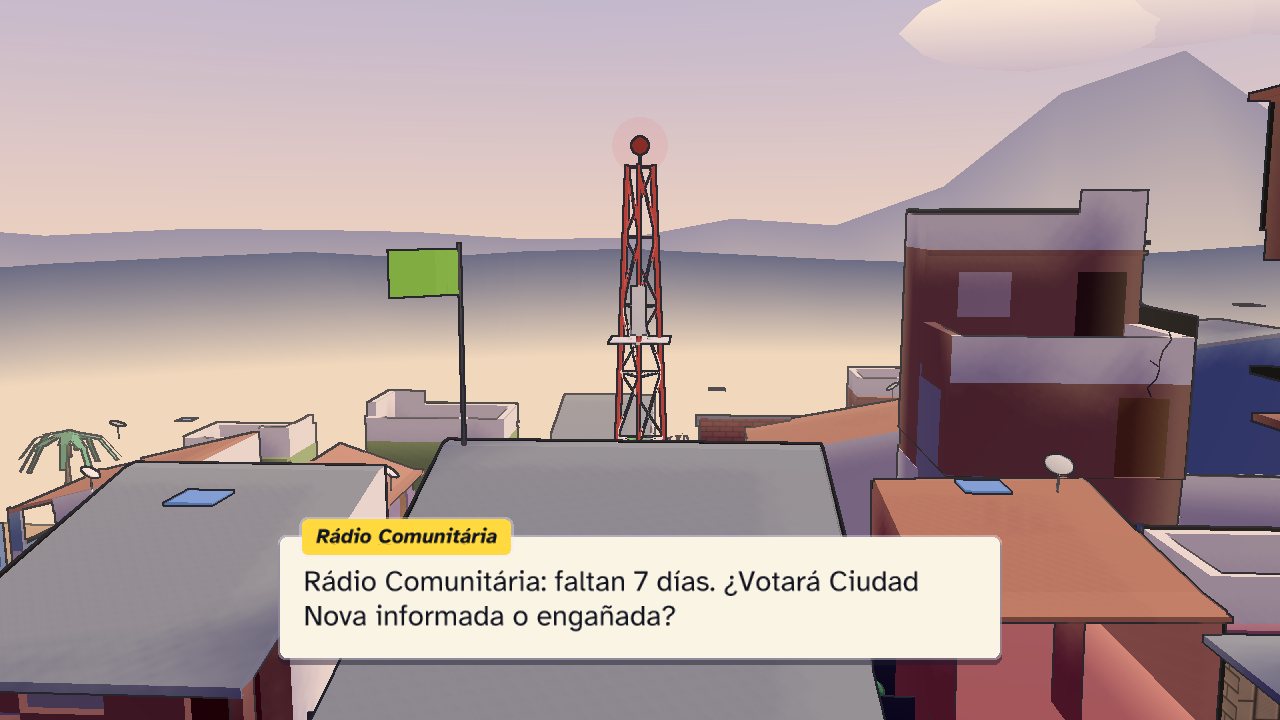 Rádio Comunitária
Rádio Comunitária: faltan 7 días. ¿Votará Ciudad
Nova informada o engañada?